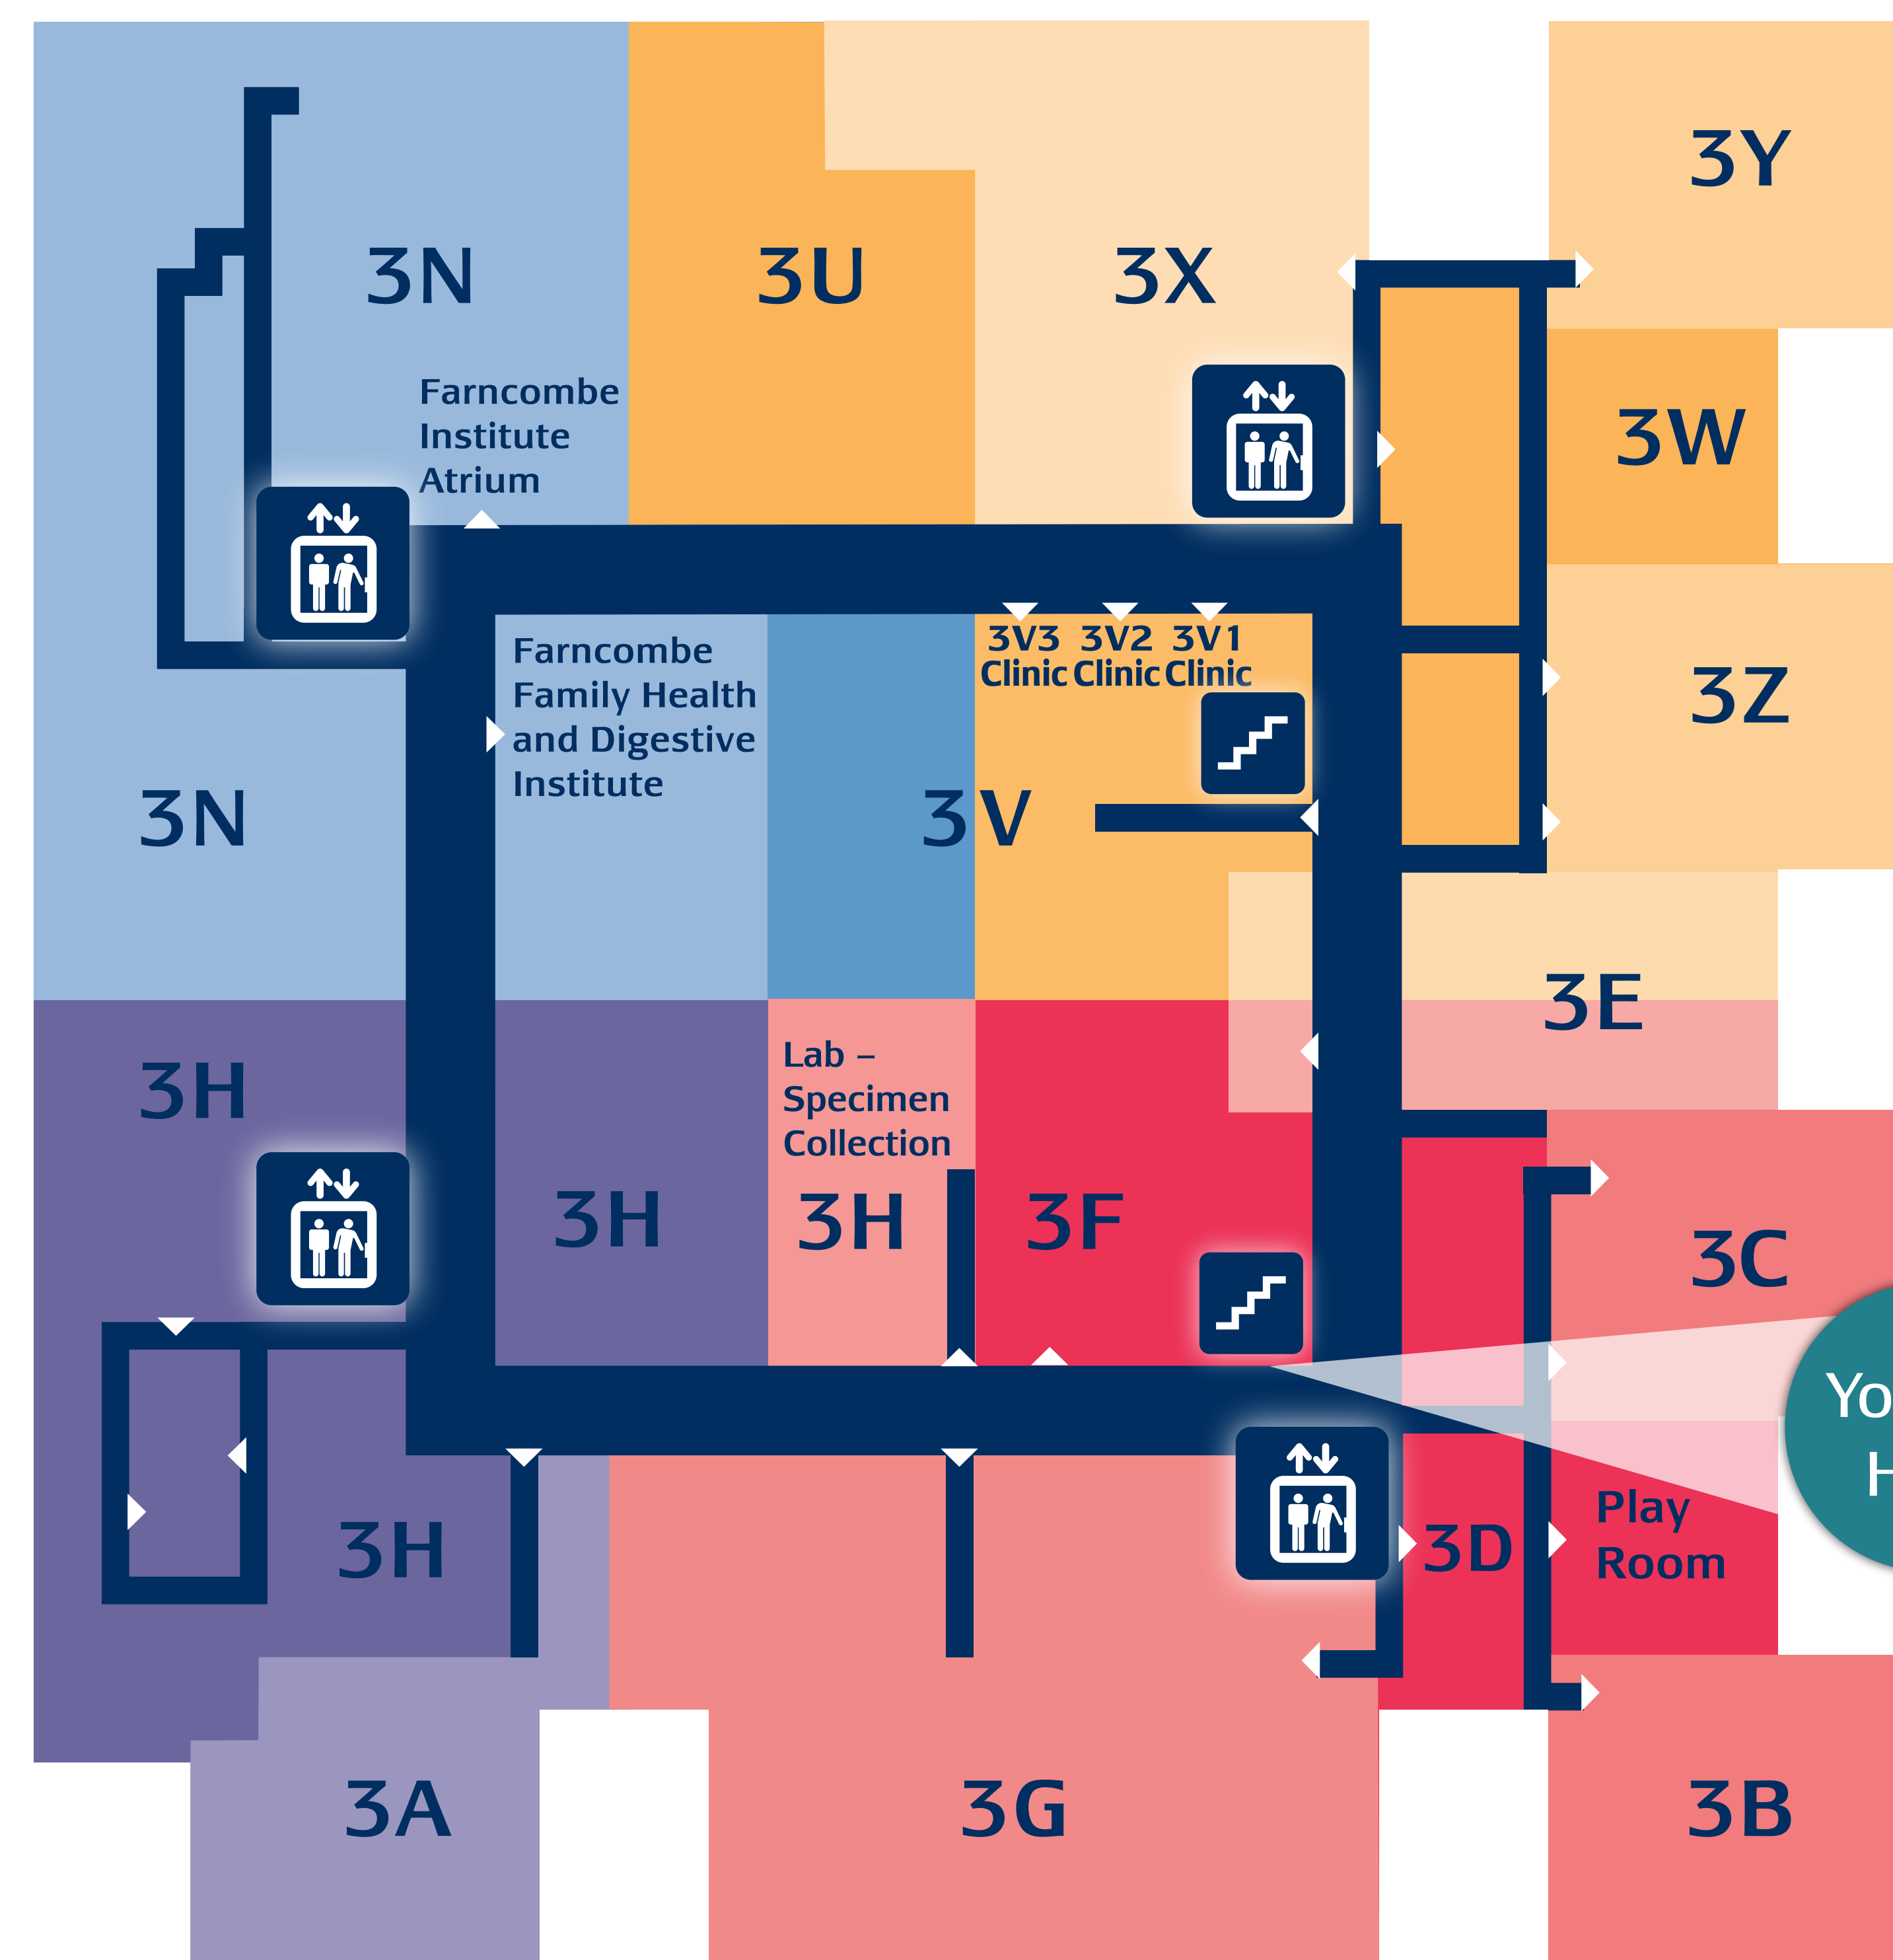 3Y
3N
3U
3X
Farncombe
Institute
Atrium
3W
3V3 3V2 3V1
Clinic Clinic Clinic
Farncombe
Family Health
and Digestive
Institute
3Z
3N
3V
3E
Lab –
Specimen
Collection
3H
3H
3H
3F
3C
Play
Room
3H
3D
3A
3G
3B